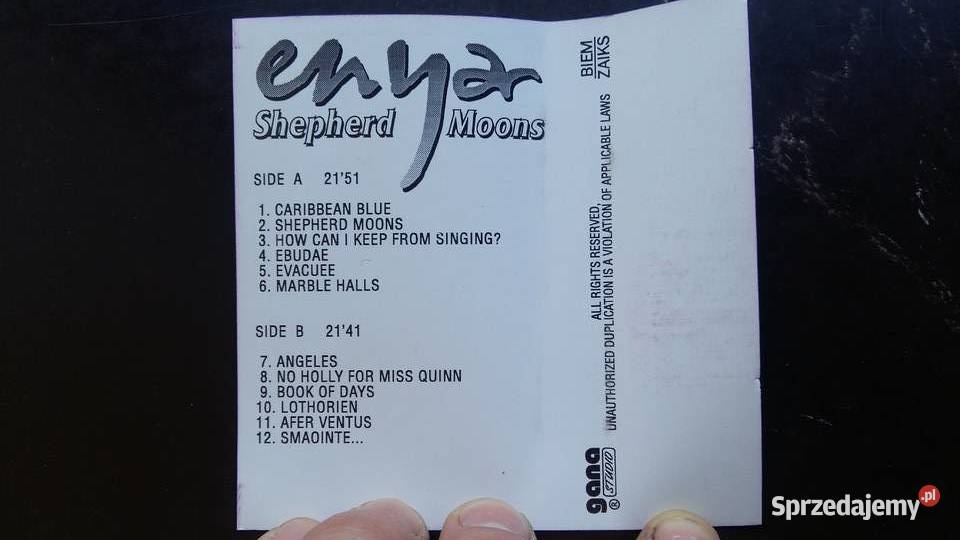 enya
Shepherd Moons
SIDE A 21'51
1. CARIBBEAN BLUE
2. SHEPHERD MOONS
3. HOW CAN I KEEP FROM SINGING?
4. EBUDAE
5. EVACUEE
6. MARBLE HALLS
SIDE B 21'41
7. ANGELES
8. NO HOLLY FOR MISS QUINN
9. BOOK OF DAYS
10. LOTHORIEN
11. AFER VENTUS
12. SMAOINTE...
BIEM
ZAIKS
ALL RIGHTS RESERVED,
UNAUTHORIZED DUPLICATION IS A VIOLATION OF APPLICABLE LAWS
gana
® STUDIO
Sprzedajemy.pl